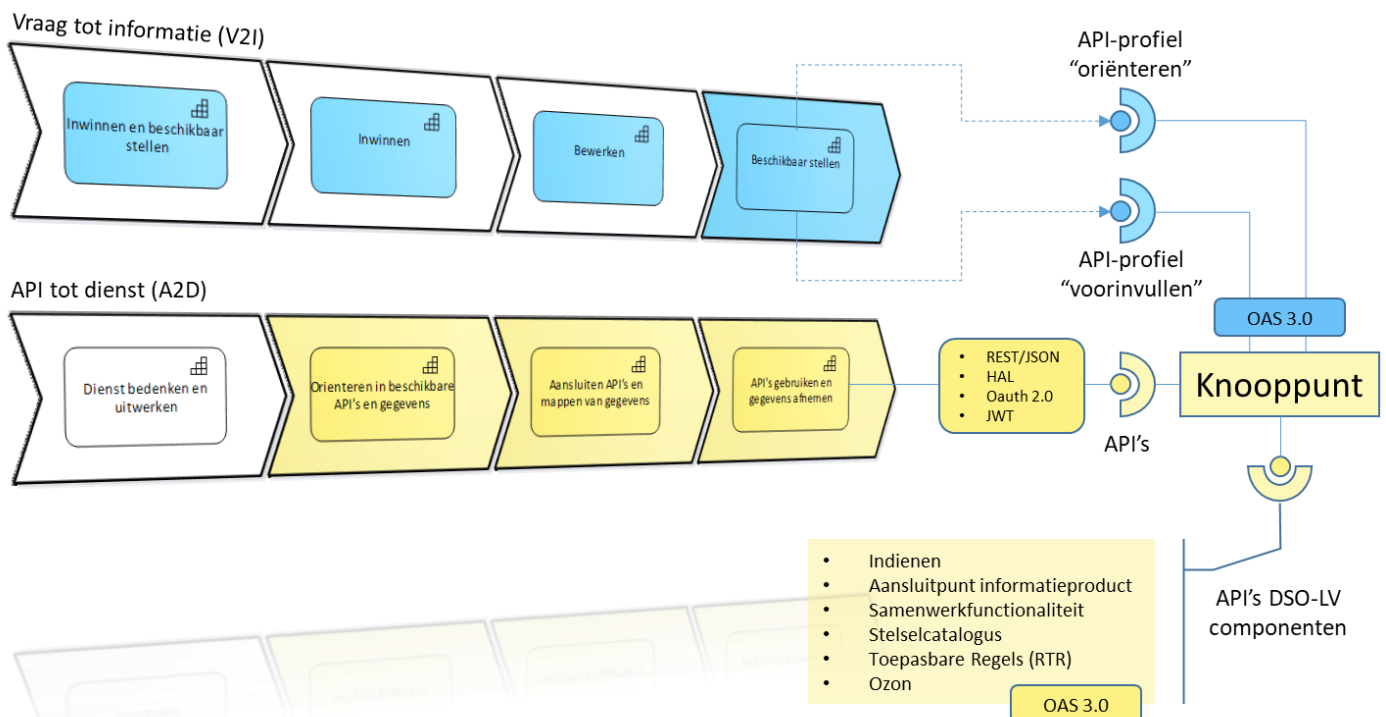 Vraag tot informatie (V2I)
Inwinnen en beschikbaar
stellen
Inwinnen
Bewerken
Beschikbaar stellen
API-profiel
“oriënteren”
API-profiel
“voorinvullen”
OAS 3.0
API tot dienst (A2D)
Dienst bedenken en
uitwerken
Orienteren in beschikbare
API's en gegevens
Aansluiten API's en
mappen van gegevens
API's gebruiken en
gegevens afnemen
• REST/JSON
• HAL
• Oauth 2.0
• JWT
API’s
Knooppunt
• Indienen
• Aansluitpunt informatieproduct
• Samenwerkfunctionaliteit
• Stelselcatalogus
• Toepasbare Regels (RTR)
• Ozon
OAS 3.0
API’s DSO-LV
componenten